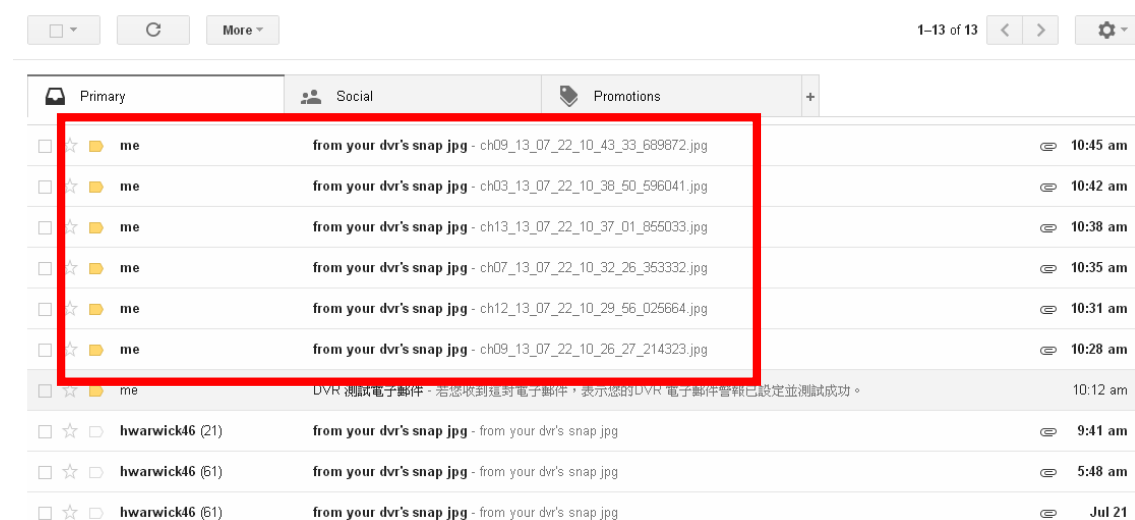 More
1–13 of 13
Primary Social Promotions +
me from your dvr's snap jpg - ch09_13_07_22_10_43_33_689872.jpg 10:45 am
me from your dvr's snap jpg - ch03_13_07_22_10_38_50_596041.jpg 10:42 am
me from your dvr's snap jpg - ch13_13_07_22_10_37_01_855033.jpg 10:38 am
me from your dvr's snap jpg - ch07_13_07_22_10_32_26_353332.jpg 10:35 am
me from your dvr's snap jpg - ch12_13_07_22_10_29_56_025664.jpg 10:31 am
me from your dvr's snap jpg - ch09_13_07_22_10_26_27_214323.jpg 10:28 am
me DVR 測試電子郵件 - 若您收到這封電子郵件，表示您的DVR 電子郵件警報已設定並測試成功。 10:12 am
hwarwick46 (21) from your dvr's snap jpg - from your dvr's snap jpg 9:41 am
hwarwick46 (61) from your dvr's snap jpg - from your dvr's snap jpg 5:48 am
hwarwick46 (61) from your dvr's snap jpg - from your dvr's snap jpg Jul 21